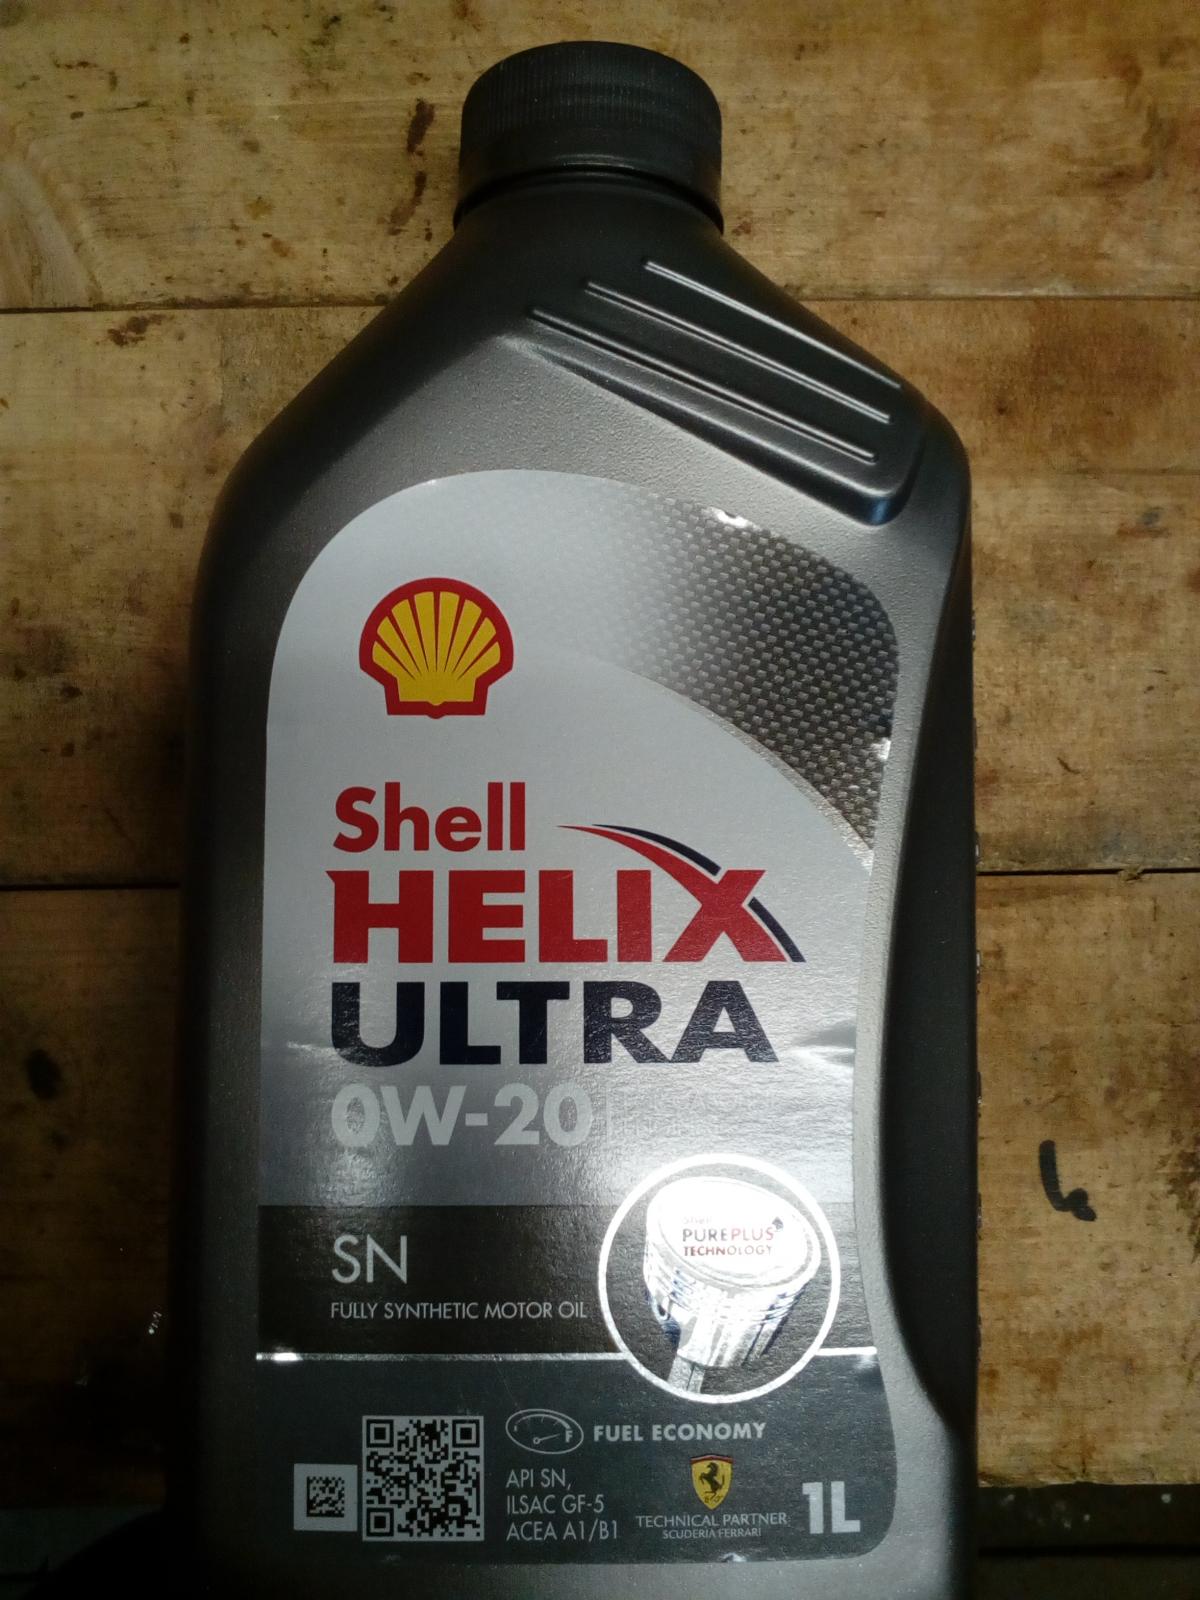 Shell
HELIX
ULTRA
0W-20
Shell
PUREPLUS
TECHNOLOGY
SN
FULLY SYNTHETIC MOTOR OIL
FUEL ECONOMY
API SN,
ILSAC GF-5
ACEA A1/B1
TECHNICAL PARTNER
SCUDERIA FERRARI
1L